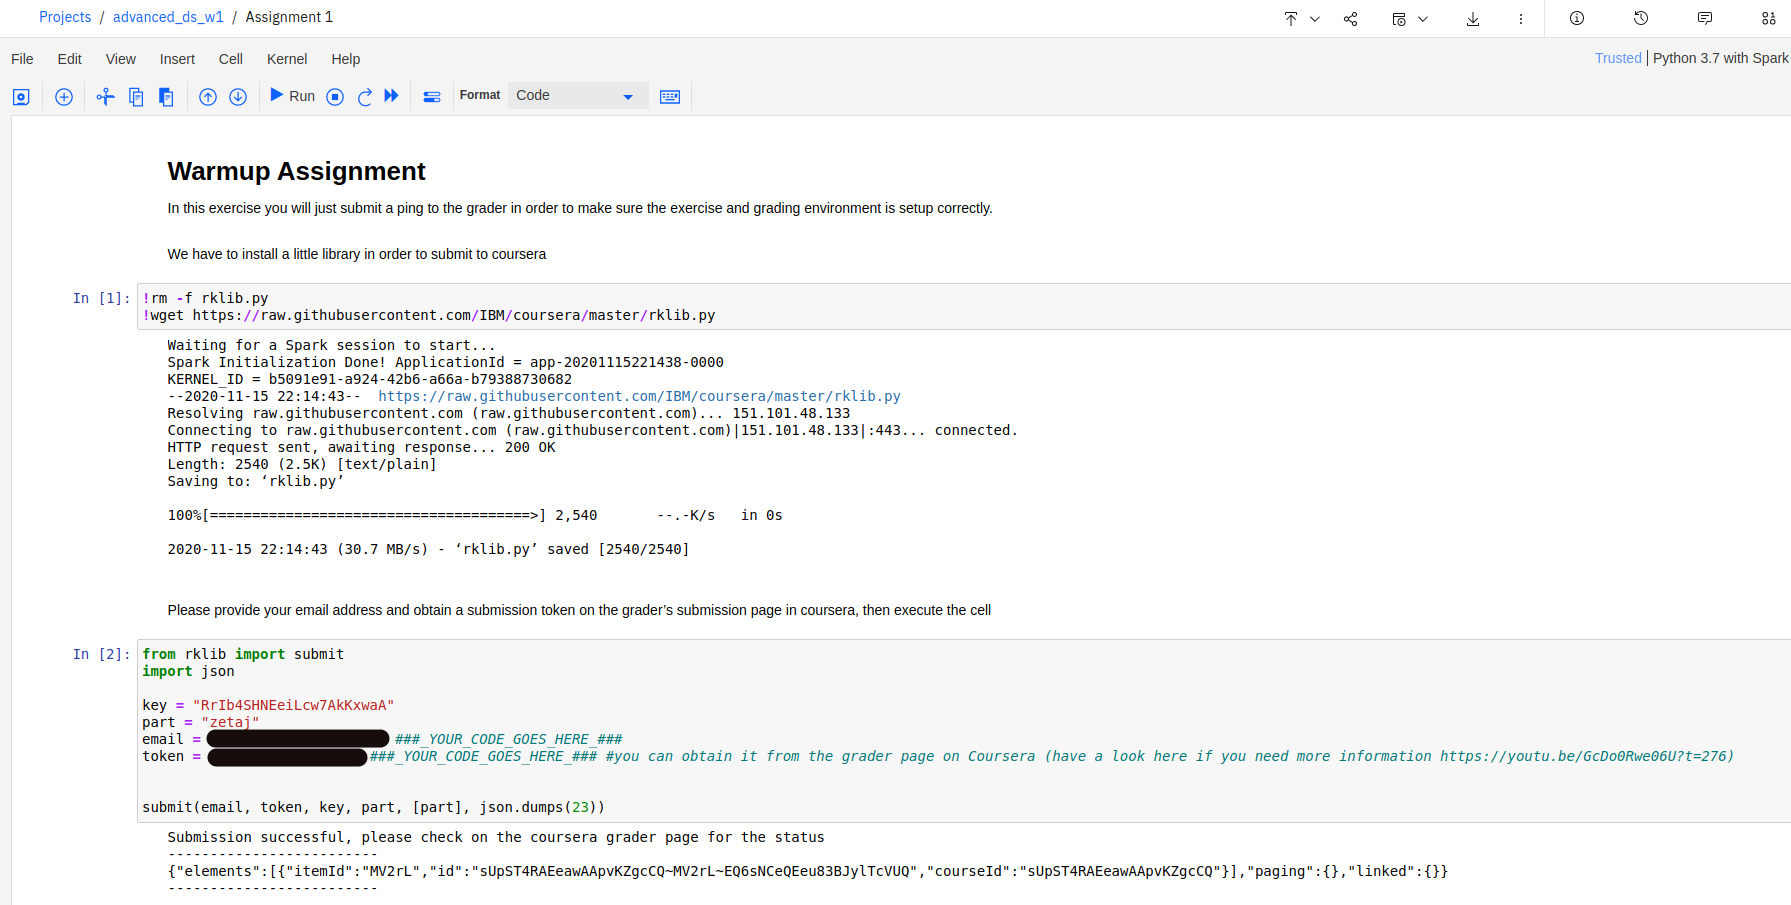 Projects / advanced_ds_w1 / Assignment 1
File Edit View Insert Cell Kernel Help
Trusted | Python 3.7 with Spark
Run Format Code
Warmup Assignment
In this exercise you will just submit a ping to the grader in order to make sure the exercise and grading environment is setup correctly.
We have to install a little library in order to submit to coursera
In [1]:
!rm -f rklib.py
!wget https://raw.githubusercontent.com/IBM/coursera/master/rklib.py
Waiting for a Spark session to start...
Spark Initialization Done! ApplicationId = app-20201115221438-0000
KERNEL_ID = b5091e91-a924-42b6-a66a-b79388730682
--2020-11-15 22:14:43--  https://raw.githubusercontent.com/IBM/coursera/master/rklib.py
Resolving raw.githubusercontent.com (raw.githubusercontent.com)... 151.101.48.133
Connecting to raw.githubusercontent.com (raw.githubusercontent.com)|151.101.48.133|:443... connected.
HTTP request sent, awaiting response... 200 OK
Length: 2540 (2.5K) [text/plain]
Saving to: ‘rklib.py’
100%[======================================>] 2,540       --.-K/s   in 0s
2020-11-15 22:14:43 (30.7 MB/s) - ‘rklib.py’ saved [2540/2540]
Please provide your email address and obtain a submission token on the grader’s submission page in coursera, then execute the cell
In [2]:
from rklib import submit
import json
key = "RrIb4SHNEeiLcw7AkKxwaA"
part = "zetaj"
email = ###_YOUR_CODE_GOES_HERE_###
token = ###_YOUR_CODE_GOES_HERE_### #you can obtain it from the grader page on Coursera (have a look here if you need more information https://youtu.be/GcDo0Rwe06U?t=276)
submit(email, token, key, part, [part], json.dumps(23))
Submission successful, please check on the coursera grader page for the status
-------------------------
{"elements":[{"itemId":"MV2rL","id":"sUpST4RAEeawAApvKZgcCQ~MV2rL~EQ6sNCeQEeu83BJylTcVUQ","courseId":"sUpST4RAEeawAApvKZgcCQ"}],"paging":{},"linked":{}}
-------------------------